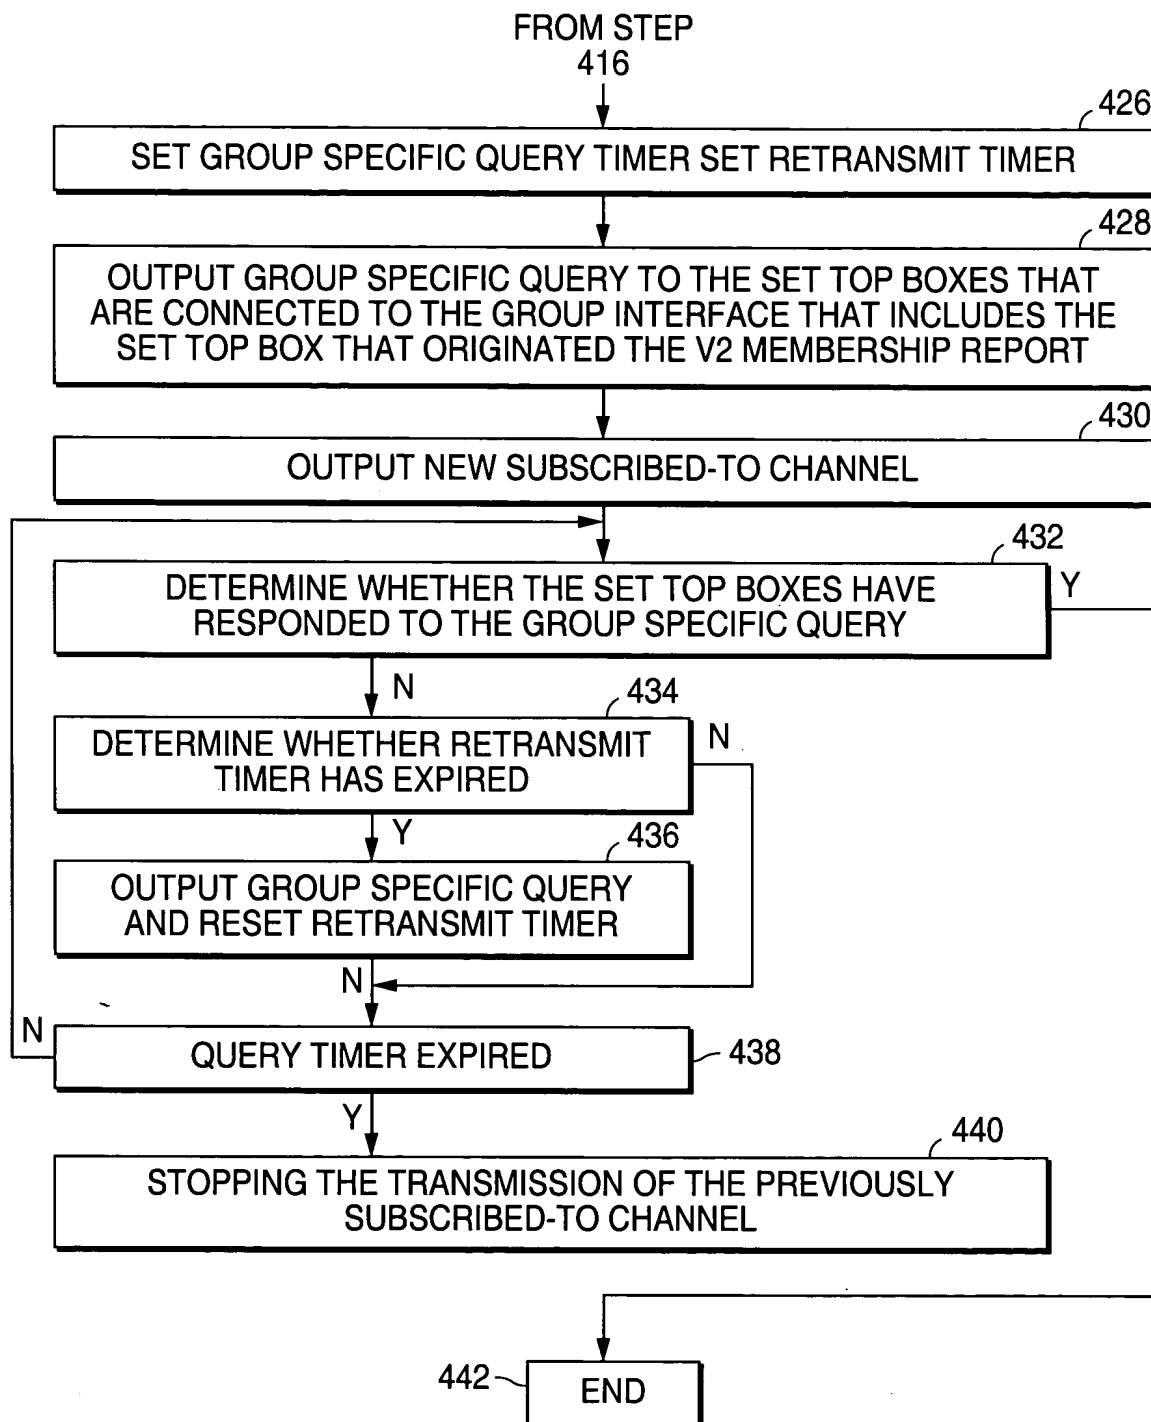 FROM STEP
416
426
SET GROUP SPECIFIC QUERY TIMER SET RETRANSMIT TIMER
428
OUTPUT GROUP SPECIFIC QUERY TO THE SET TOP BOXES THAT
ARE CONNECTED TO THE GROUP INTERFACE THAT INCLUDES THE
SET TOP BOX THAT ORIGINATED THE V2 MEMBERSHIP REPORT
430
OUTPUT NEW SUBSCRIBED-TO CHANNEL
432
DETERMINE WHETHER THE SET TOP BOXES HAVE
RESPONDED TO THE GROUP SPECIFIC QUERY
Y
N
434
DETERMINE WHETHER RETRANSMIT
TIMER HAS EXPIRED
N
Y
436
OUTPUT GROUP SPECIFIC QUERY
AND RESET RETRANSMIT TIMER
N
N
QUERY TIMER EXPIRED
438
Y
440
STOPPING THE TRANSMISSION OF THE PREVIOUSLY
SUBSCRIBED-TO CHANNEL
442
END